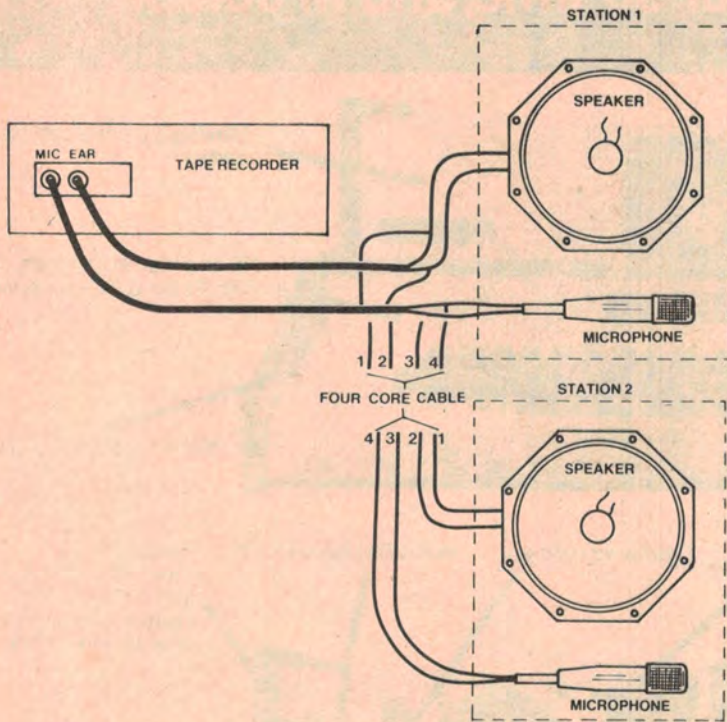 STATION 1
SPEAKER
MIC EAR
TAPE RECORDER
MICROPHONE
1 2 3 4
FOUR CORE CABLE
STATION 2
4 3 2 1
SPEAKER
MICROPHONE